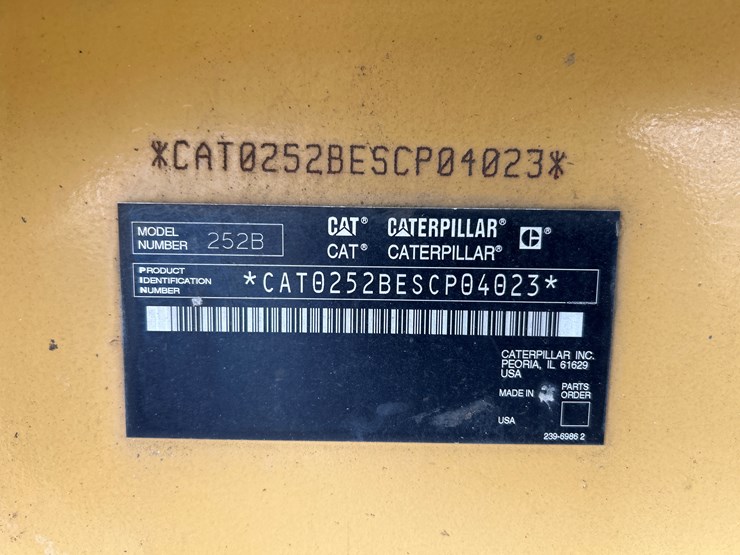 *CAT0252BESCP04023*
MODEL NUMBER 252B
CAT® CATERPILLAR® C
CAT® CATERPILLAR®
PRODUCT IDENTIFICATION NUMBER *CAT0252BESCP04023*
CATERPILLAR INC.
PEORIA, IL 61629
USA
MADE IN
PARTS ORDER
USA
239-6986 2